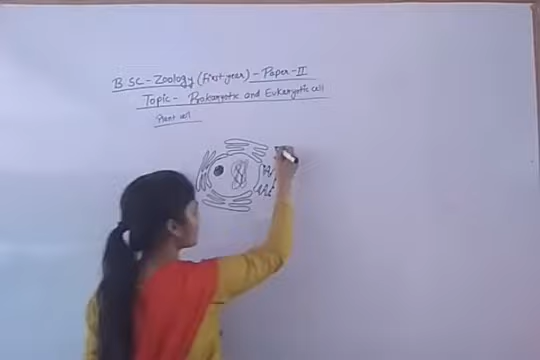 B.SC - Zoology (first year) - Paper - II
Topic - Prokaryotic and Eukaryotic cell
Plant cell